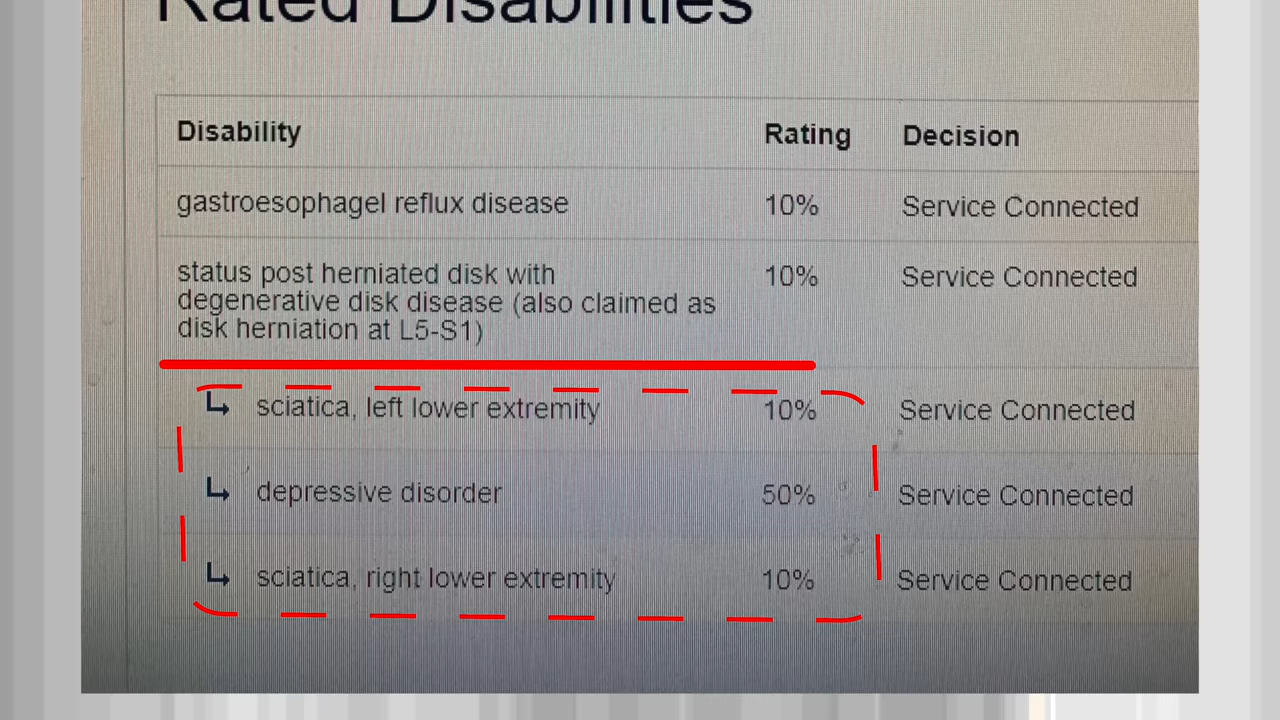 Rated Disabilities
Disability Rating Decision
gastroesophagel reflux disease 10% Service Connected
status post herniated disk with 10% Service Connected
degenerative disk disease (also claimed as
disk herniation at L5-S1)
sciatica, left lower extremity 10% Service Connected
depressive disorder 50% Service Connected
sciatica, right lower extremity 10% Service Connected